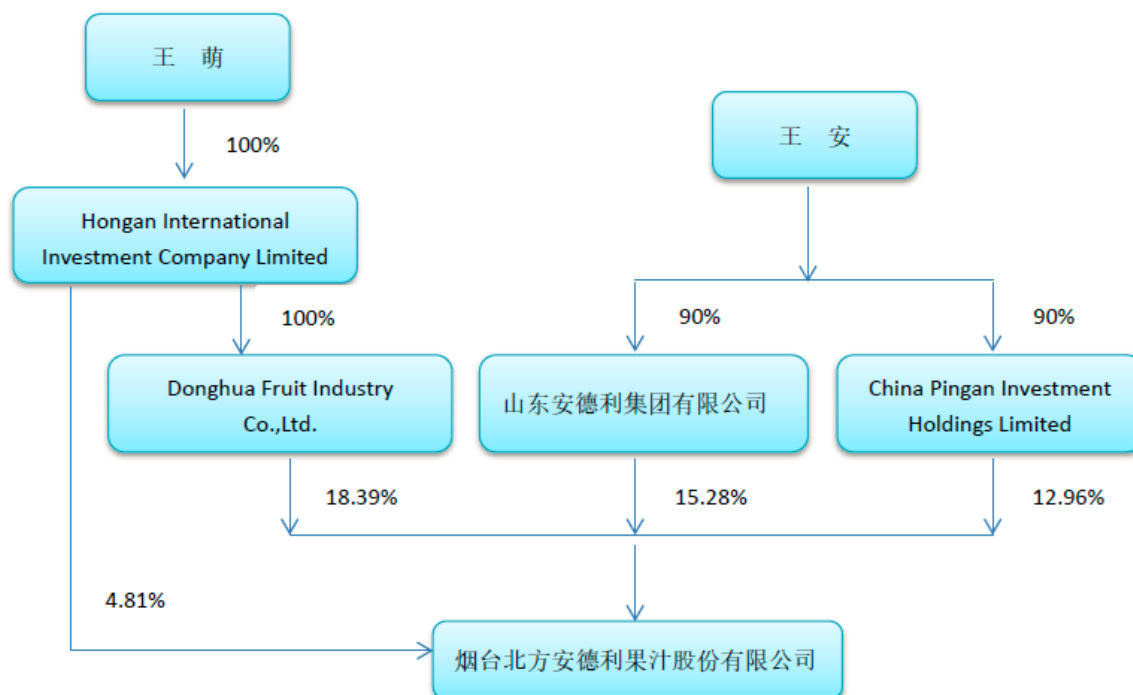 王 萌
王 安
100%
Hongan International
Investment Company Limited
100%
90%
90%
Donghua Fruit Industry
Co.,Ltd.
山东安德利集团有限公司
China Pingan Investment
Holdings Limited
18.39%
15.28%
12.96%
4.81%
烟台北方安德利果汁股份有限公司